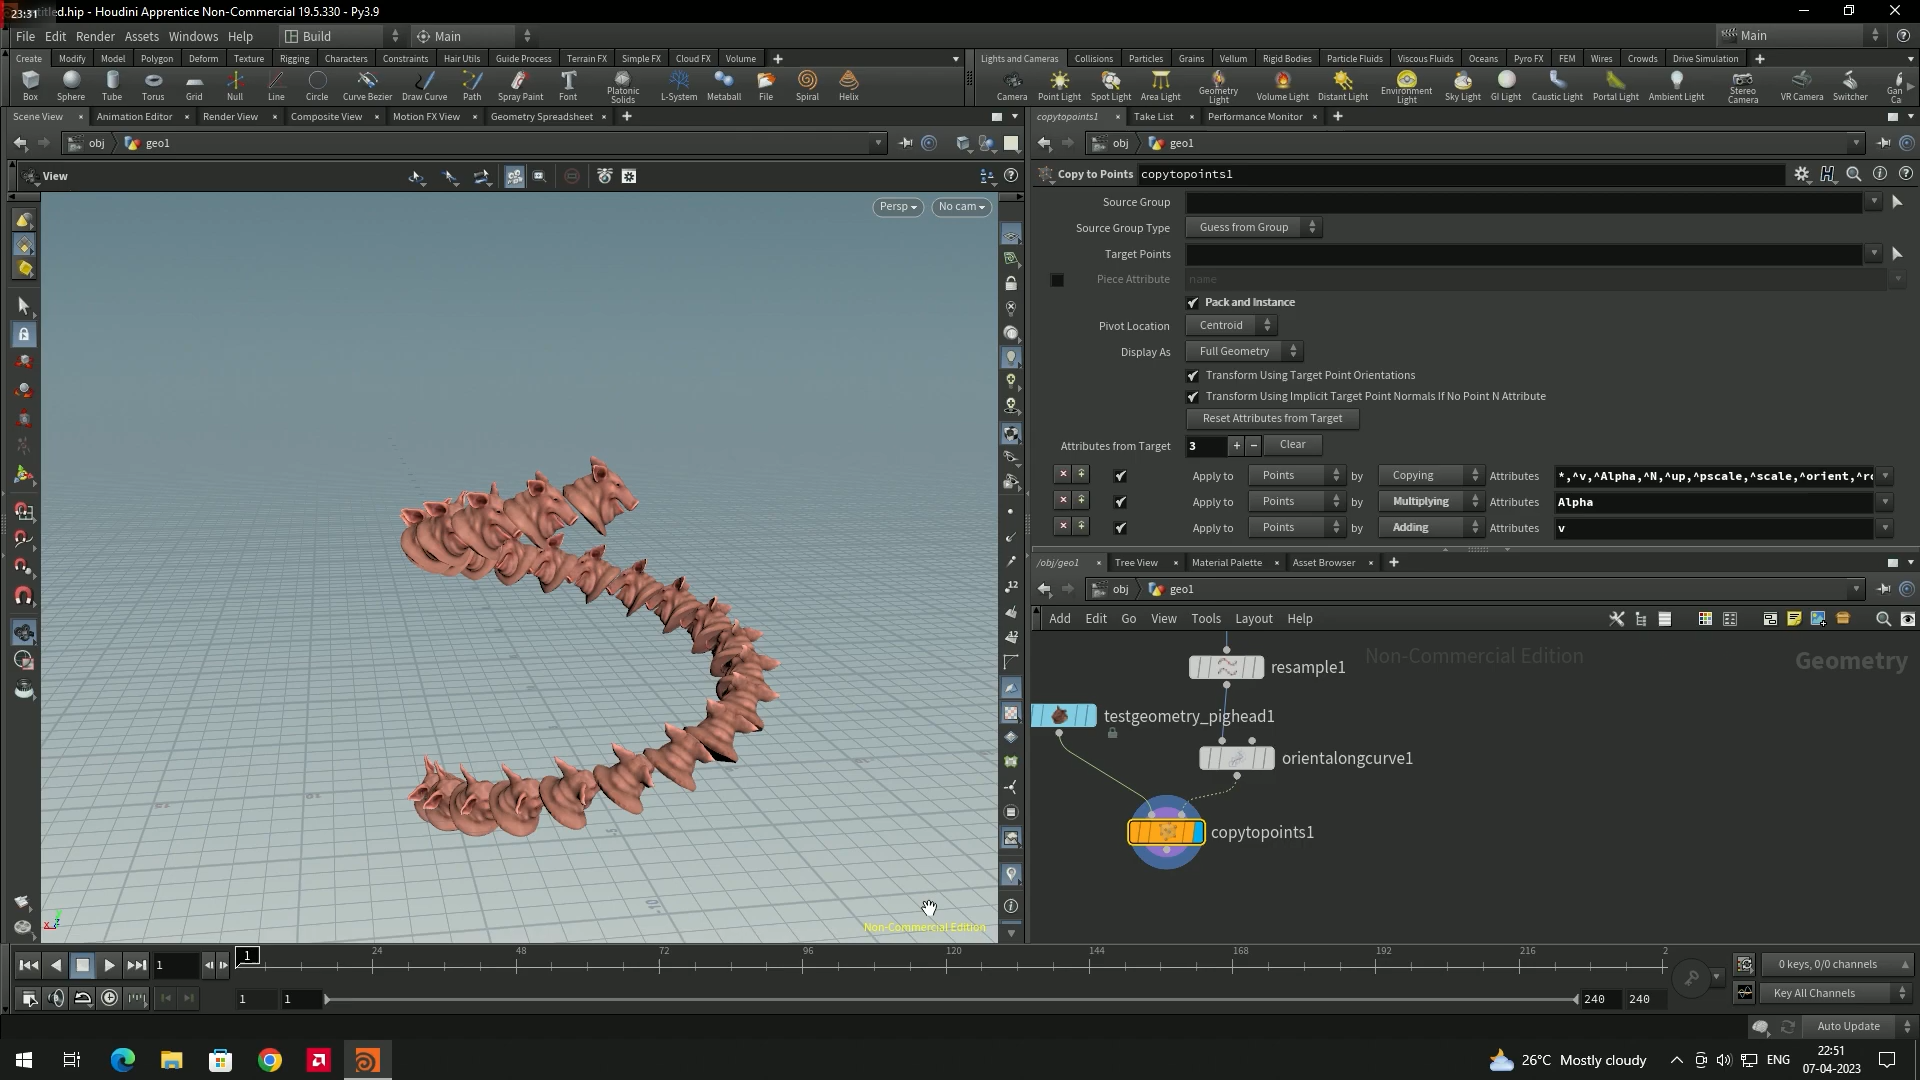 23:31
.hip - Houdini Apprentice Non-Commercial 19.5.330 - Py3.9
File Edit Render Assets Windows Help Build Main Main
Create Modify Model Polygon Deform Texture Rigging Characters Constraints Hair Utils Guide Process Terrain FX Simple FX Cloud FX Volume
Lights and Cameras Collisions Particles Grains Vellum Rigid Bodies Particle Fluids Viscous Fluids Oceans Pyro FX FEM Wires Crowds Drive Simulation
Box Sphere Tube Torus Grid Null Line Circle Curve Bezier Draw Curve Path Spray Paint Font Platonic Solids L-System Metaball File Spiral Helix
Camera Point Light Spot Light Area Light Geometry Light Volume Light Distant Light Environment Light Sky Light GI Light Caustic Light Portal Light Ambient Light Stereo Camera VR Camera Switcher Gan Ca
Scene View Animation Editor Render View Composite View Motion FX View Geometry Spreadsheet
copytopoints1 Take List Performance Monitor
obj geo1
obj geo1
View
Persp No cam
Copy to Points copytopoints1
Source Group
Source Group Type Guess from Group
Target Points
Piece Attribute name
Pack and Instance
Pivot Location Centroid
Display As Full Geometry
Transform Using Target Point Orientations
Transform Using Implicit Target Point Normals If No Point N Attribute
Reset Attributes from Target
Attributes from Target 3 + - Clear
Apply to Points by Copying Attributes *,^v,^Alpha,^N,^up,^pscale,^scale,^orient,^ro
Apply to Points by Multiplying Attributes Alpha
Apply to Points by Adding Attributes v
/obj/geo1 Tree View Material Palette Asset Browser
obj geo1
Add Edit Go View Tools Layout Help
Non-Commercial Edition Geometry
resample1
testgeometry_pighead1
orientalongcurve1
copytopoints1
Non-Commercial Edition
1 1 24 48 72 96 120 144 168 192 216 2
0 keys, 0/0 channels
1 1 240 240 Key All Channels
Auto Update
26°C Mostly cloudy ENG 22:51
07-04-2023